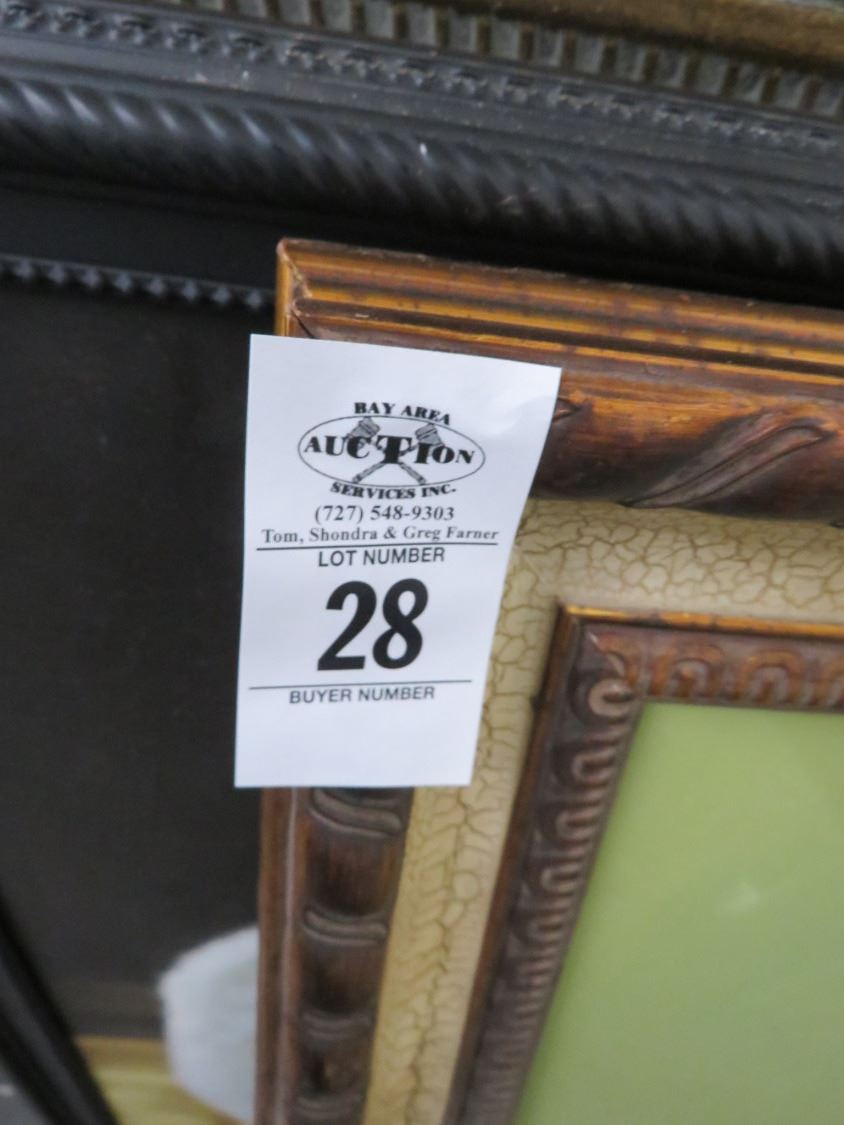 BAY AREA
AUCTION
SERVICES INC.
(727) 548-9303
Tom, Shondra & Greg Farner
LOT NUMBER
28
BUYER NUMBER